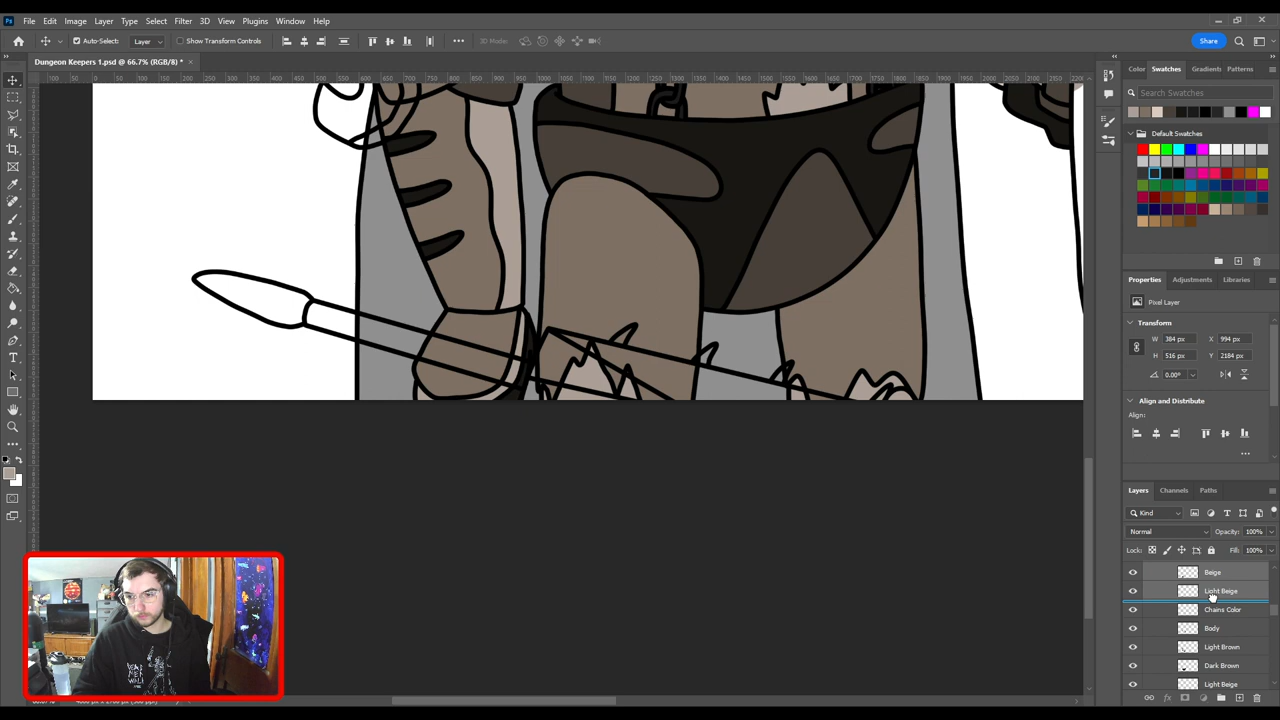 File Edit Image Layer Type Select Filter 3D View Plugins Window Help
Auto-Select: Layer Show Transform Controls 3D Mode: Share
Dungeon Keepers 1.psd @ 66.7% (RGB/8) *
Color Swatches Gradients Patterns
Search Swatches
Default Swatches
Properties Adjustments Libraries
Pixel Layer
Transform
W 384 px X 994 px
H 516 px Y 2184 px
0.00°
Align and Distribute
Align:
Layers Channels Paths
Kind
Normal Opacity: 100%
Lock: Fill: 100%
Beige
Light Beige
Chains Color
Body
Light Brown
Dark Brown
Light Beige